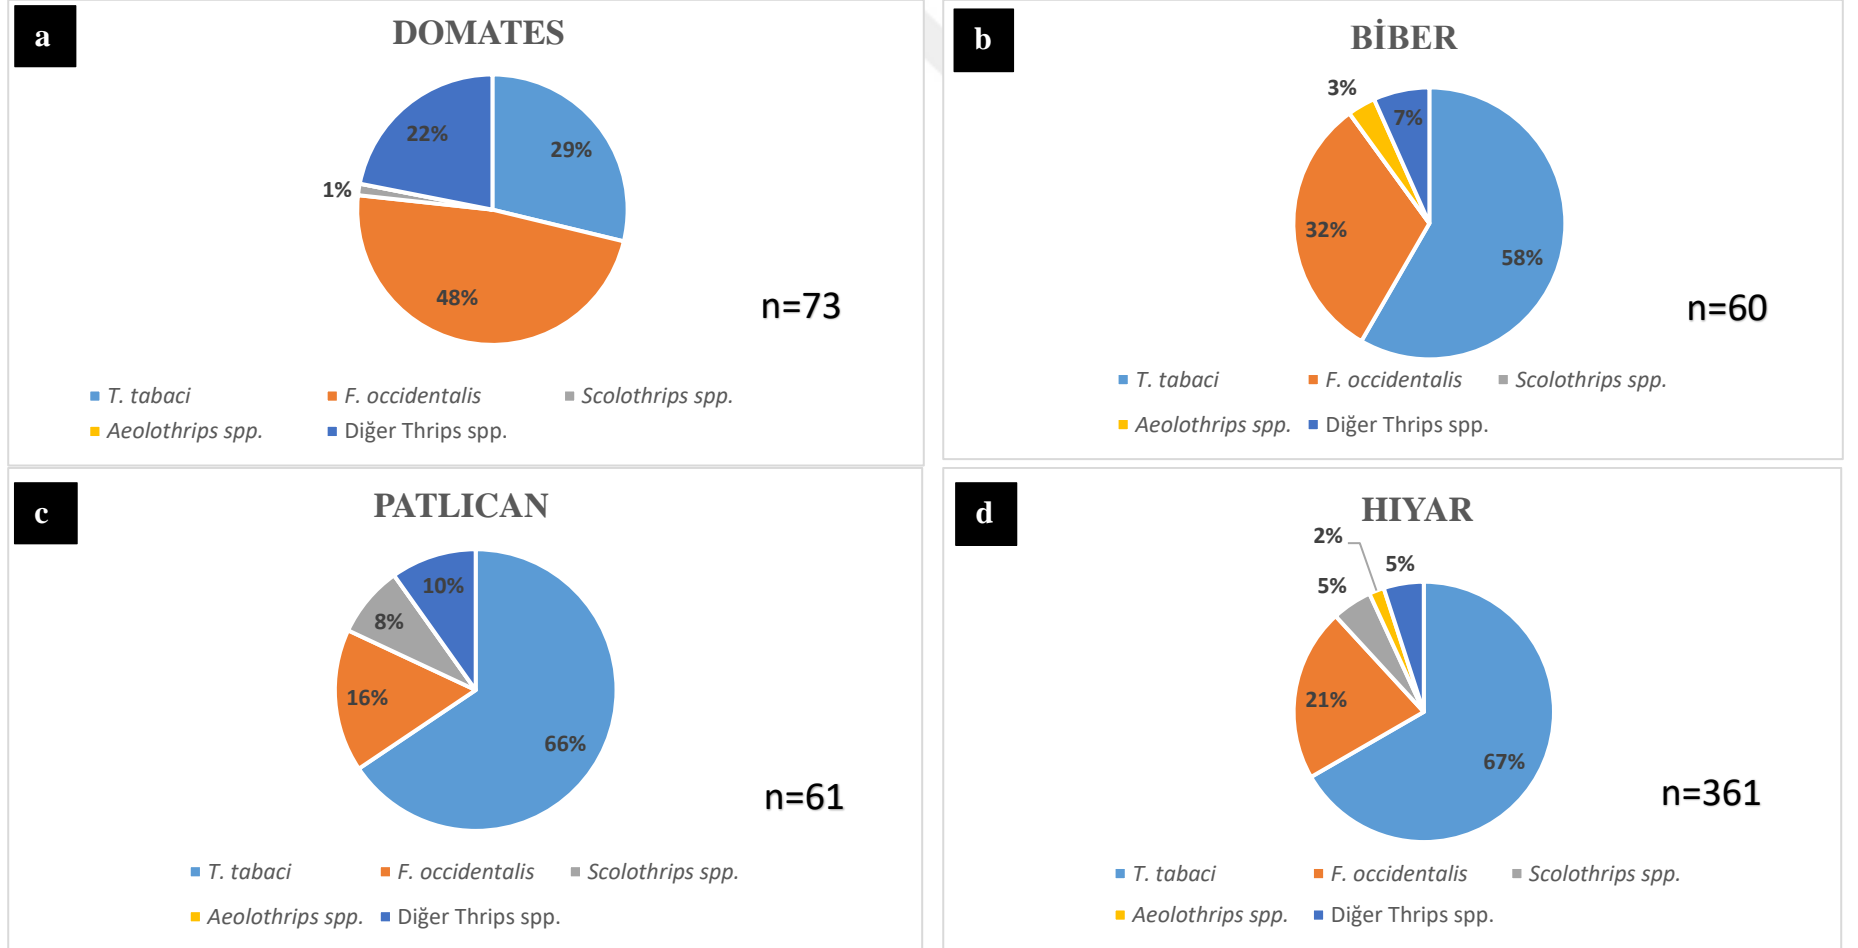 a
DOMATES
22%
29%
1%
48%
n=73
T. tabaci
F. occidentalis
Scolothrips spp.
Aeolothrips spp.
Diğer Thrips spp.
b
BİBER
3%
7%
32%
58%
n=60
T. tabaci
F. occidentalis
Scolothrips spp.
Aeolothrips spp.
Diğer Thrips spp.
c
PATLICAN
10%
8%
16%
66%
n=61
T. tabaci
F. occidentalis
Scolothrips spp.
Aeolothrips spp.
Diğer Thrips spp.
d
HIYAR
2%
5%
5%
21%
67%
n=361
T. tabaci
F. occidentalis
Scolothrips spp.
Aeolothrips spp.
Diğer Thrips spp.